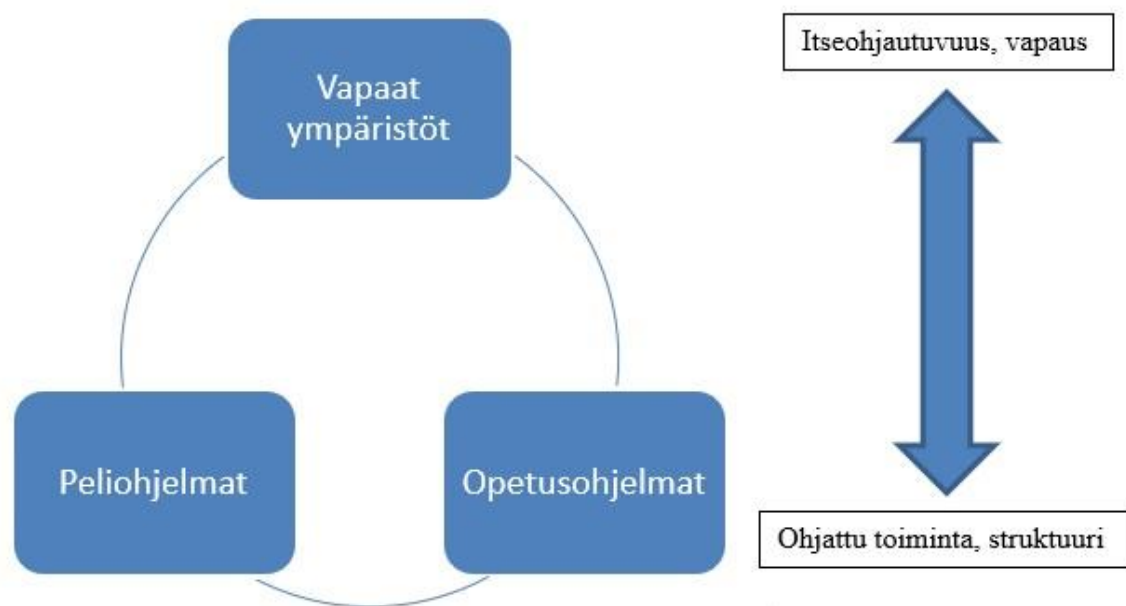 Vapaat
ympäristöt
Peliohjelmat
Opetusohjelmat
Itseohjautuvuus, vapaus
Ohjattu toiminta, struktuuri